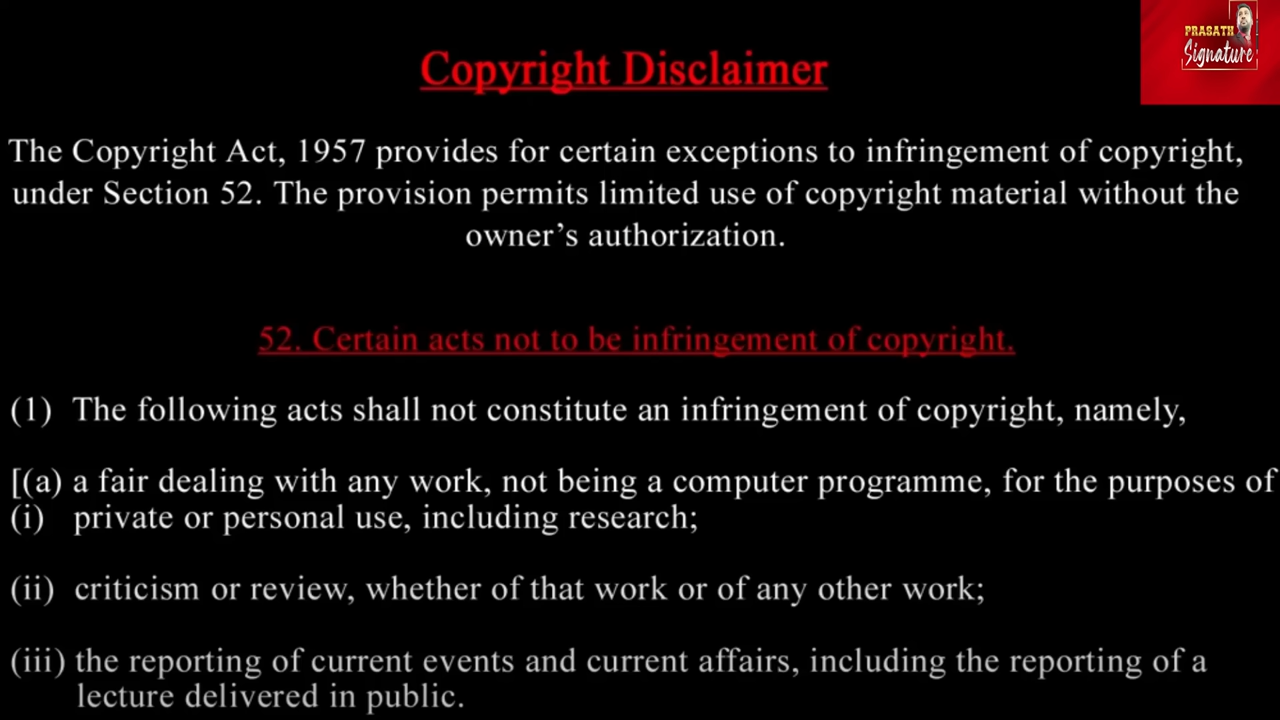 PRASATH
Signature
Copyright Disclaimer
The Copyright Act, 1957 provides for certain exceptions to infringement of copyright,
under Section 52. The provision permits limited use of copyright material without the
owner’s authorization.
52. Certain acts not to be infringement of copyright.
(1) The following acts shall not constitute an infringement of copyright, namely,
[(a) a fair dealing with any work, not being a computer programme, for the purposes of
(i) private or personal use, including research;
(ii) criticism or review, whether of that work or of any other work;
(iii) the reporting of current events and current affairs, including the reporting of a
lecture delivered in public.